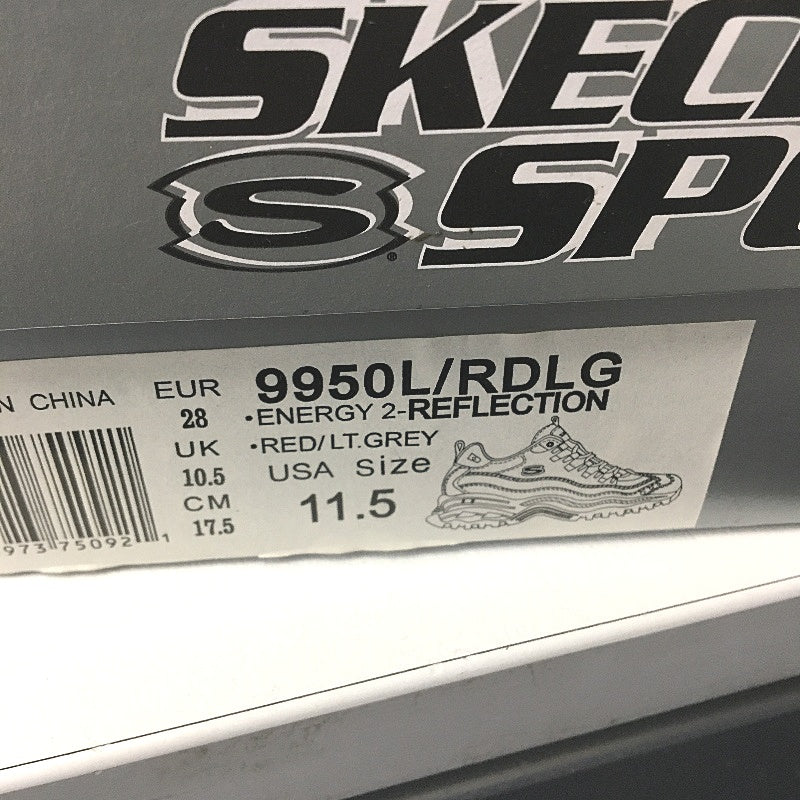 SKEC
S ®
SPO
N CHINA
EUR
28
UK
10.5
CM
17.5
9950L/RDLG
•ENERGY 2-REFLECTION
•RED/LT.GREY
USA Size
11.5
973 75092 1